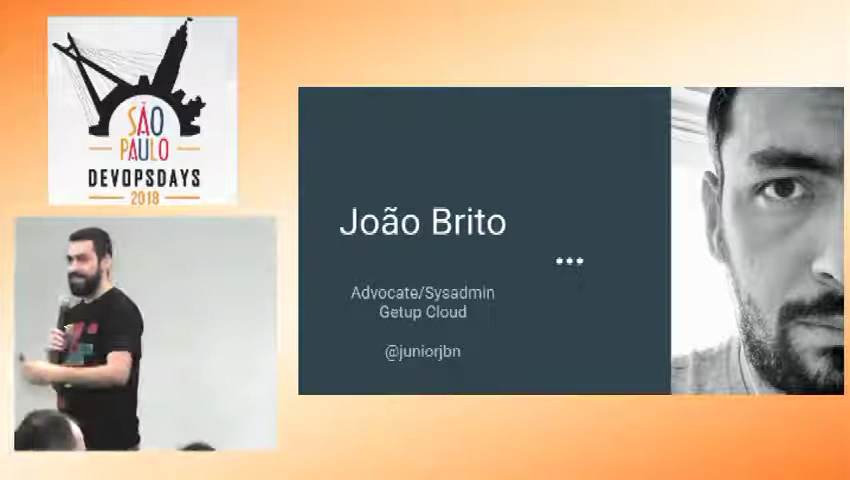 SÃO
PAULO
DEVOPSDAYS
2018
João Brito
Advocate/Sysadmin
Getup Cloud
@juniorjbn